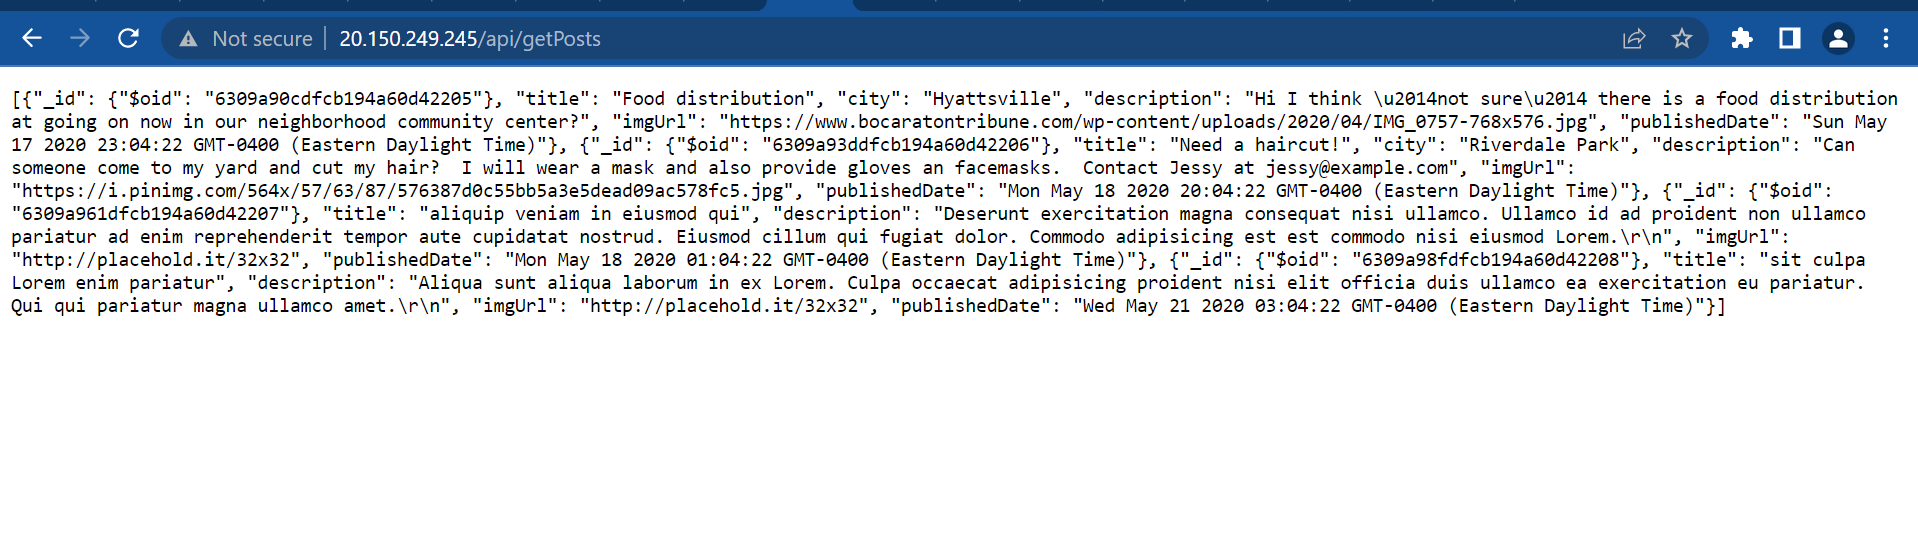 Not secure | 20.150.249.245/api/getPosts
[{"_id": {"$oid": "6309a90cdfcb194a60d42205"}, "title": "Food distribution", "city": "Hyattsville", "description": "Hi I think \u2014not sure\u2014 there is a food distribution
at going on now in our neighborhood community center?", "imgUrl": "https://www.bocaratontribune.com/wp-content/uploads/2020/04/IMG_0757-768x576.jpg", "publishedDate": "Sun May
17 2020 23:04:22 GMT-0400 (Eastern Daylight Time)"}, {"_id": {"$oid": "6309a93ddfcb194a60d42206"}, "title": "Need a haircut!", "city": "Riverdale Park", "description": "Can
someone come to my yard and cut my hair?  I will wear a mask and also provide gloves an facemasks.  Contact Jessy at jessy@example.com", "imgUrl":
"https://i.pinimg.com/564x/57/63/87/576387d0c55bb5a3e5dead09ac578fc5.jpg", "publishedDate": "Mon May 18 2020 20:04:22 GMT-0400 (Eastern Daylight Time)"}, {"_id": {"$oid":
"6309a961dfcb194a60d42207"}, "title": "aliquip veniam in eiusmod qui", "description": "Deserunt exercitation magna consequat nisi ullamco. Ullamco id ad proident non ullamco
pariatur ad enim reprehenderit tempor aute cupidatat nostrud. Eiusmod cillum qui fugiat dolor. Commodo adipisicing est est commodo nisi eiusmod Lorem.\r\n", "imgUrl":
"http://placehold.it/32x32", "publishedDate": "Mon May 18 2020 01:04:22 GMT-0400 (Eastern Daylight Time)"}, {"_id": {"$oid": "6309a98fdfcb194a60d42208"}, "title": "sit culpa
Lorem enim pariatur", "description": "Aliqua sunt aliqua laborum in ex Lorem. Culpa occaecat adipisicing proident nisi elit officia duis ullamco ea exercitation eu pariatur.
Qui qui pariatur magna ullamco amet.\r\n", "imgUrl": "http://placehold.it/32x32", "publishedDate": "Wed May 21 2020 03:04:22 GMT-0400 (Eastern Daylight Time)"}]